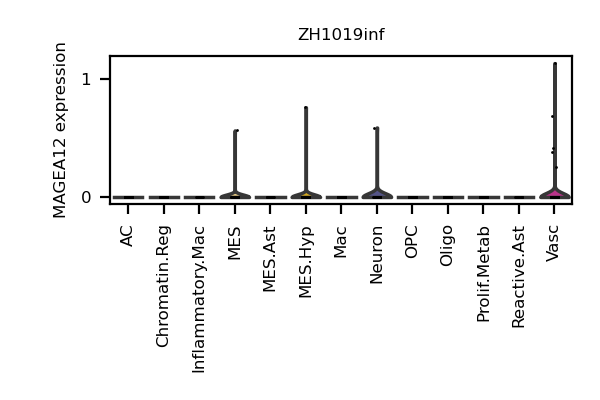 ZH1019inf
MAGEA12 expression
1
0
AC
Chromatin.Reg
Inflammatory.Mac
MES
MES.Ast
MES.Hyp
Mac
Neuron
OPC
Oligo
Prolif.Metab
Reactive.Ast
Vasc